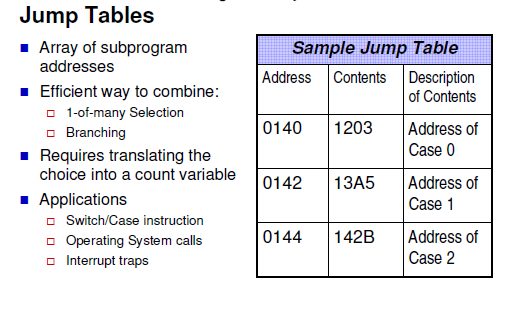 Jump Tables
Array of subprogram
addresses
Efficient way to combine:
1-of-many Selection
Branching
Requires translating the
choice into a count variable
Applications
Switch/Case instruction
Operating System calls
Interrupt traps
Sample Jump Table
Address Contents Description
of Contents
0140 1203 Address of
Case 0
0142 13A5 Address of
Case 1
0144 142B Address of
Case 2